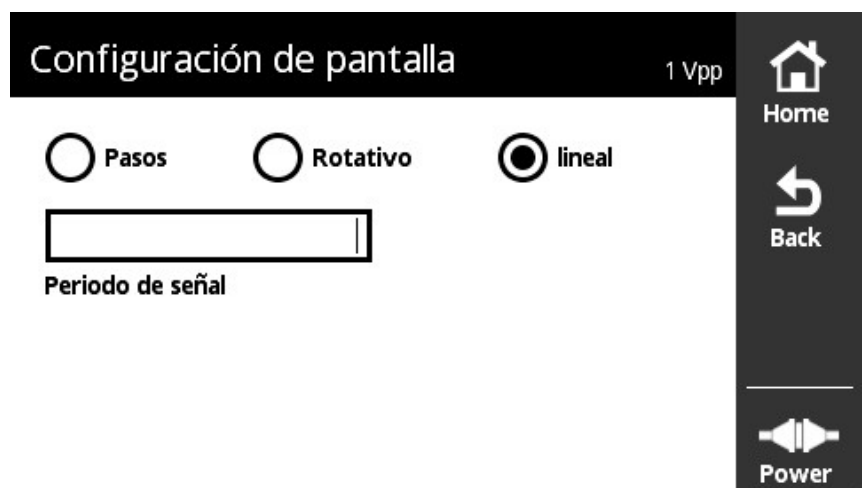 Configuración de pantalla
1 Vpp
Home
Pasos
Rotativo
lineal
Back
Periodo de señal
Power